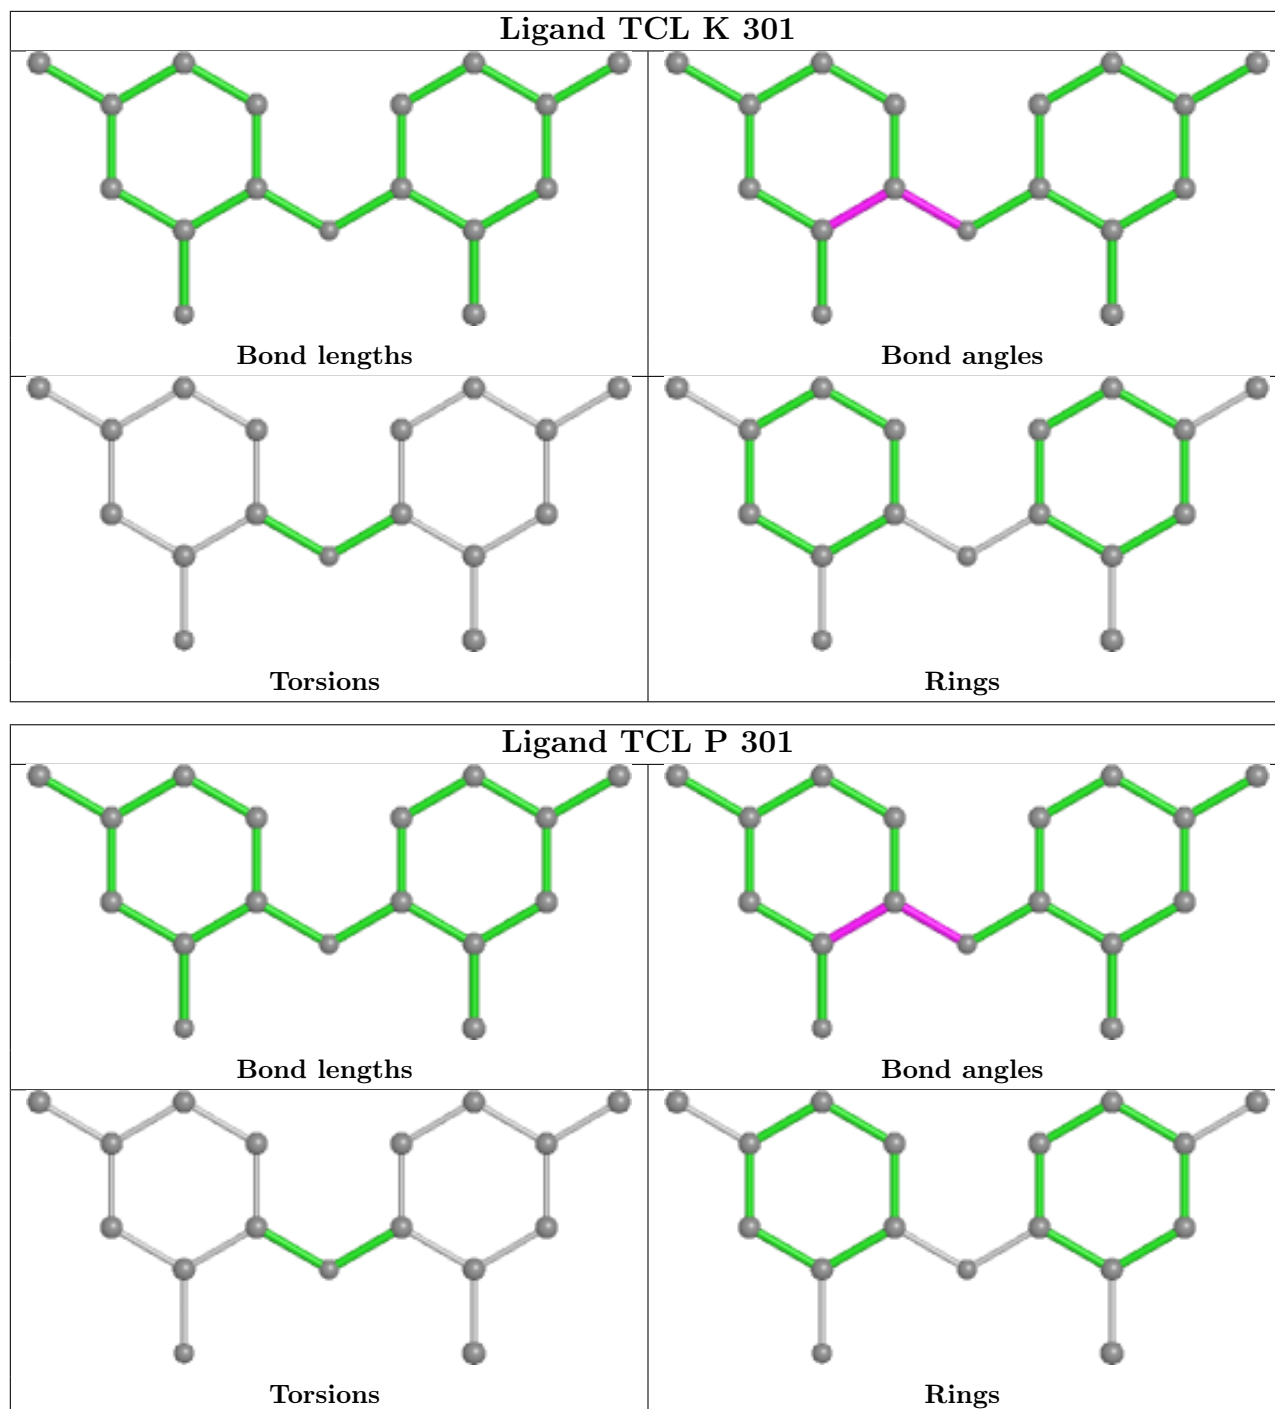 Ligand TCL K 301
Bond lengths
Bond angles
Torsions
Rings
Ligand TCL P 301
Bond lengths
Bond angles
Torsions
Rings